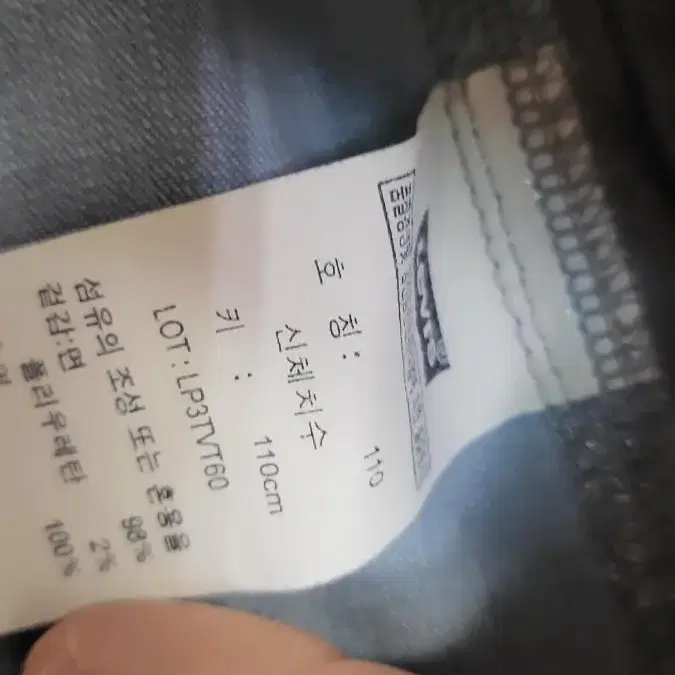 호 칭: 110
신체치수
키 : 110cm
LOT : LP3TVT60
섬유의 조성 또는 혼용율
겉감:면 98%
폴리우레탄 2%
100%